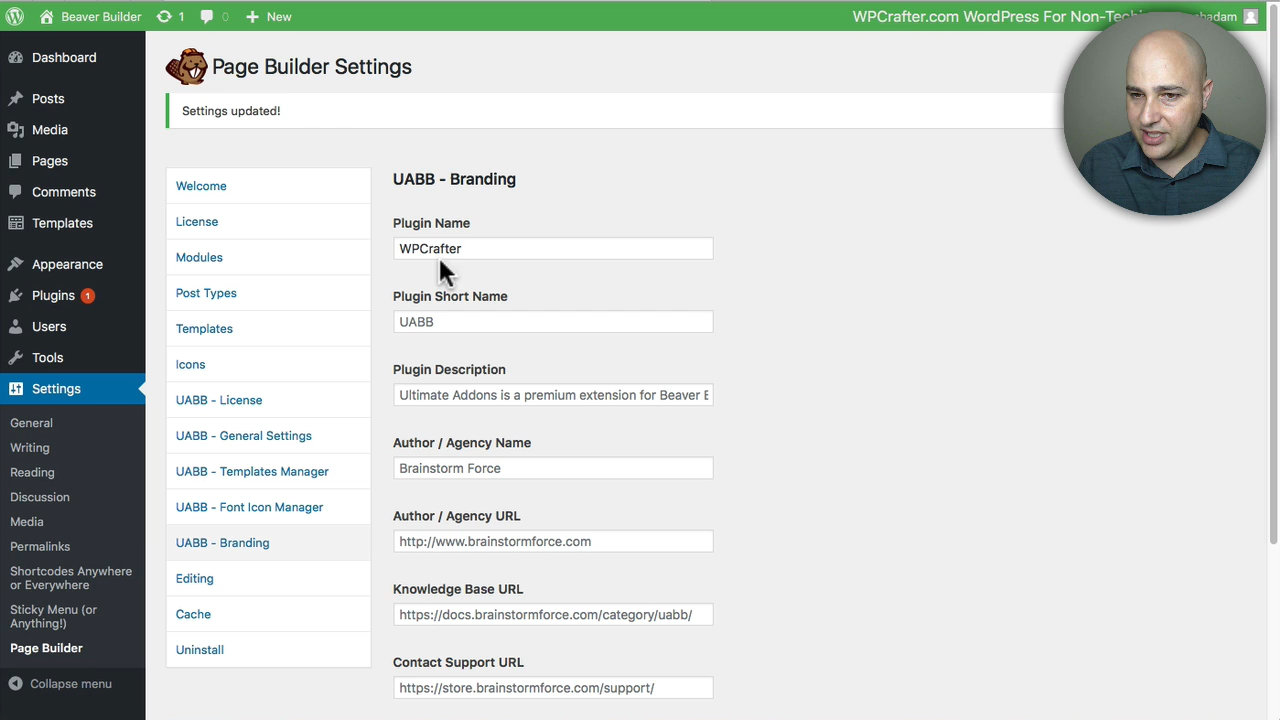 Beaver Builder
1
0
New
WPCrafter.com WordPress For Non-Techi
hadam
Dashboard
Posts
Media
Pages
Comments
Templates
Appearance
Plugins 1
Users
Tools
Settings
General
Writing
Reading
Discussion
Media
Permalinks
Shortcodes Anywhere
or Everywhere
Sticky Menu (or
Anything!)
Page Builder
Collapse menu
Page Builder Settings
Settings updated!
Welcome
License
Modules
Post Types
Templates
Icons
UABB - License
UABB - General Settings
UABB - Templates Manager
UABB - Font Icon Manager
UABB - Branding
Editing
Cache
Uninstall
UABB - Branding
Plugin Name
WPCrafter
Plugin Short Name
UABB
Plugin Description
Ultimate Addons is a premium extension for Beaver B
Author / Agency Name
Brainstorm Force
Author / Agency URL
http://www.brainstormforce.com
Knowledge Base URL
https://docs.brainstormforce.com/category/uabb/
Contact Support URL
https://store.brainstormforce.com/support/